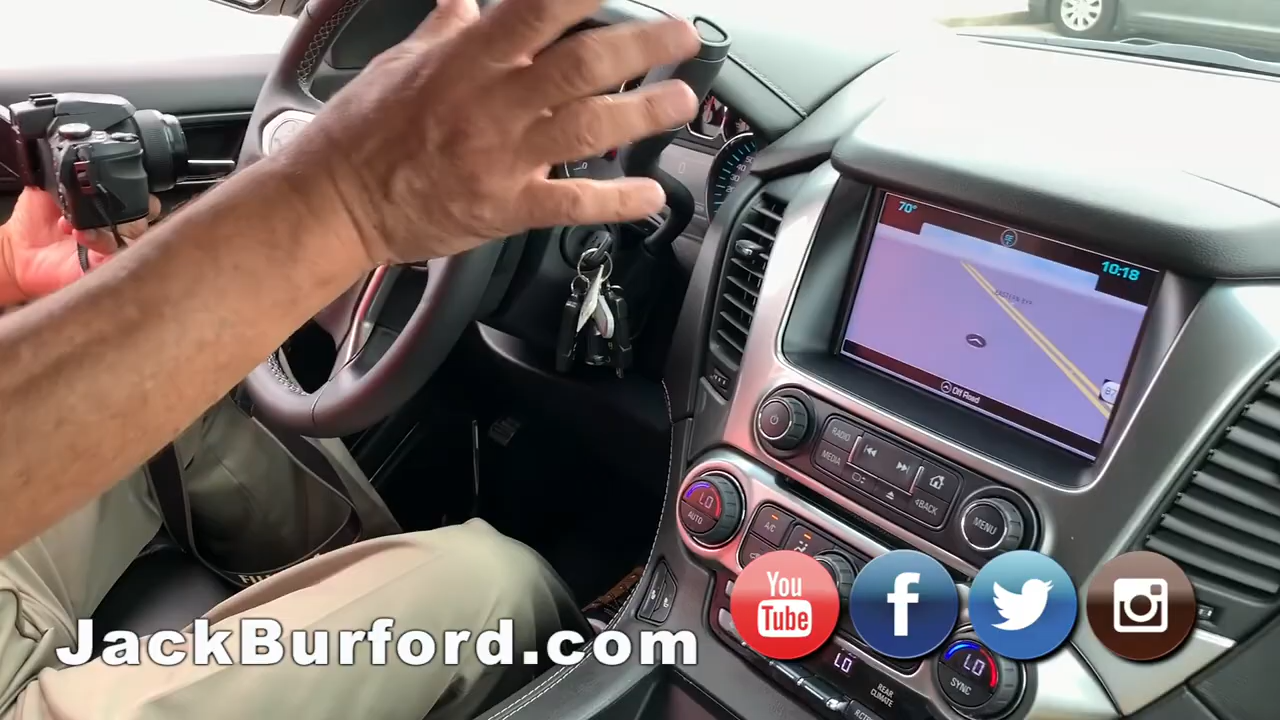 70°
10:18
Off Road
RADIO
MEDIA
BACK
MENU
LO
AUTO
A/C
You
Tube
f
JackBurford.com
LO
LO
SYNC
REAR
CLIMATE